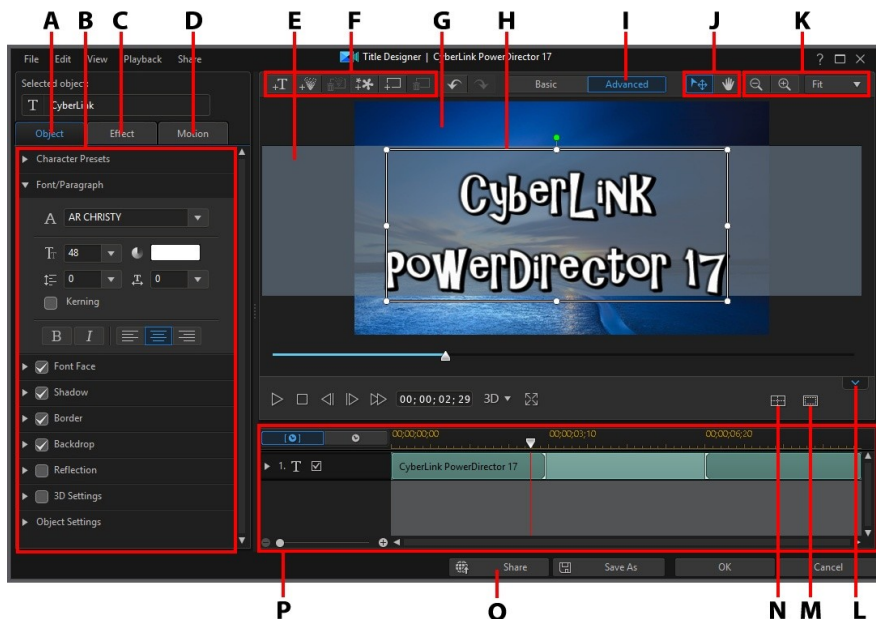 A B C D E F G H I J K
File Edit View Playback Share
Title Designer | CyberLink PowerDirector 17
? X
Selected object
T CyberLink
Object Effect Motion
+T
Basic Advanced
Fit
Character Presets
Font/Paragraph
A AR CHRISTY
TT 48
0 T 0
Kerning
B I
Font Face
Shadow
Border
Backdrop
Reflection
3D Settings
Object Settings
CyberLiNK
PoWerDirector 17
00;00;02;29 3D
00;00;00;00 00;00;03;10 00;00;06;20
1. T CyberLink PowerDirector 17
Share Save As OK Cancel
P O N M L